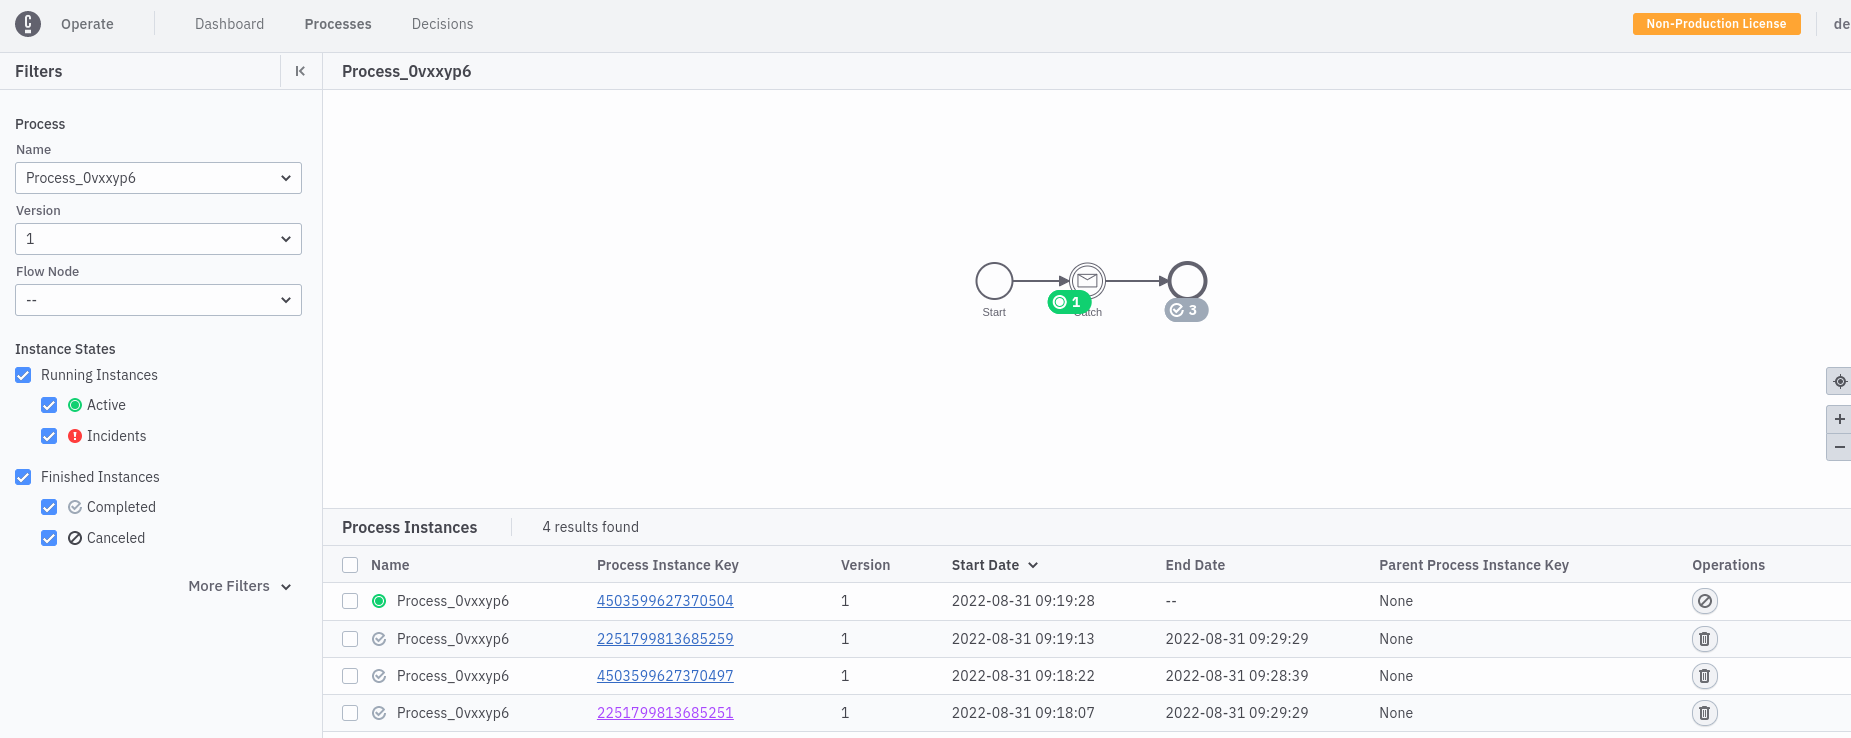 Operate Dashboard Processes Decisions Non-Production License de
Filters
Process_0vxxyp6
Process
Name
Process_0vxxyp6
Version
1
Flow Node
--
Instance States
Running Instances
Active
Incidents
Finished Instances
Completed
Canceled
More Filters
1
3
Start
atch
Process Instances 4 results found
Name Process Instance Key Version Start Date End Date Parent Process Instance Key Operations
Process_0vxxyp6 4503599627370504 1 2022-08-31 09:19:28 -- None
Process_0vxxyp6 2251799813685259 1 2022-08-31 09:19:13 2022-08-31 09:29:29 None
Process_0vxxyp6 4503599627370497 1 2022-08-31 09:18:22 2022-08-31 09:28:39 None
Process_0vxxyp6 2251799813685251 1 2022-08-31 09:18:07 2022-08-31 09:29:29 None